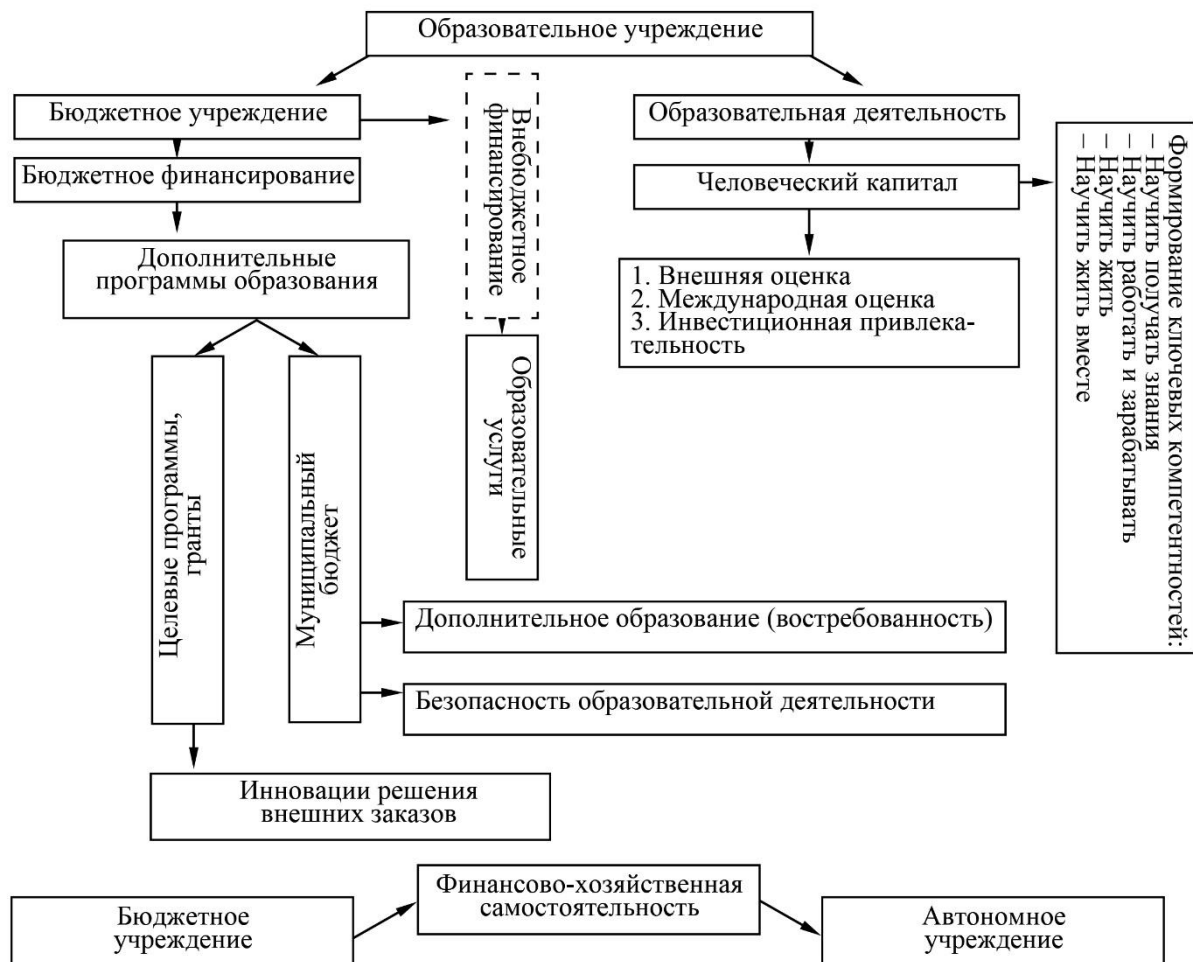 Образовательное учреждение
Бюджетное учреждение
Бюджетное финансирование
Дополнительные
программы образования
Внебюджетное
финансирование
Образовательные
услуги
Целевые программы,
гранты
Муниципальный
бюджет
Дополнительное образование (востребованность)
Безопасность образовательной деятельности
Инновации решения
внешних заказов
Образовательная деятельность
Человеческий капитал
1. Внешняя оценка
2. Международная оценка
3. Инвестиционная привлека-
тельность
Формирование ключевых компетентностей:
– Научить получать знания
– Научить работать и зарабатывать
– Научить жить
– Научить жить вместе
Бюджетное
учреждение
Финансово-хозяйственная
самостоятельность
Автономное
учреждение